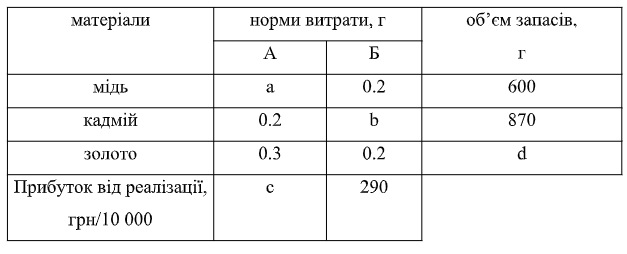 матеріали норми витрати, г об’єм запасів,
А Б г
мідь a 0.2 600
кадмій 0.2 b 870
золото 0.3 0.2 d
Прибуток від реалізації, c 290
грн/10 000